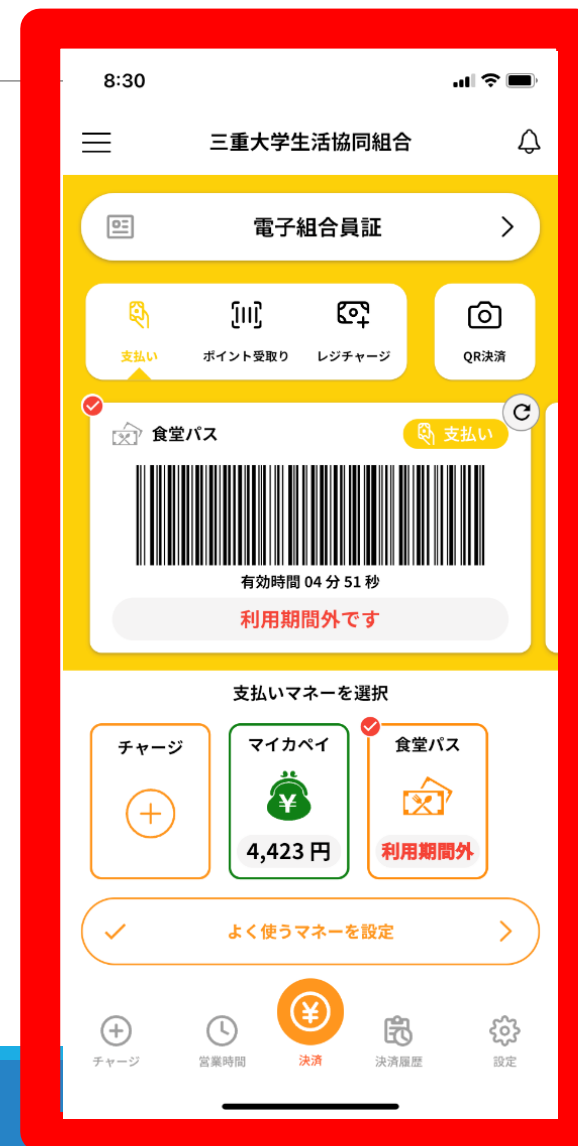 8:30
三重大学生活協同組合
電子組合員証
支払い
ポイント受取り
レジチャージ
QR決済
食堂パス
支払い
有効時間 04 分 51 秒
利用期間外です
支払いマネーを選択
チャージ
マイカペイ
食堂パス
¥
4,423 円
利用期間外
よく使うマネーを設定
¥
チャージ
営業時間
決済
決済履歴
設定